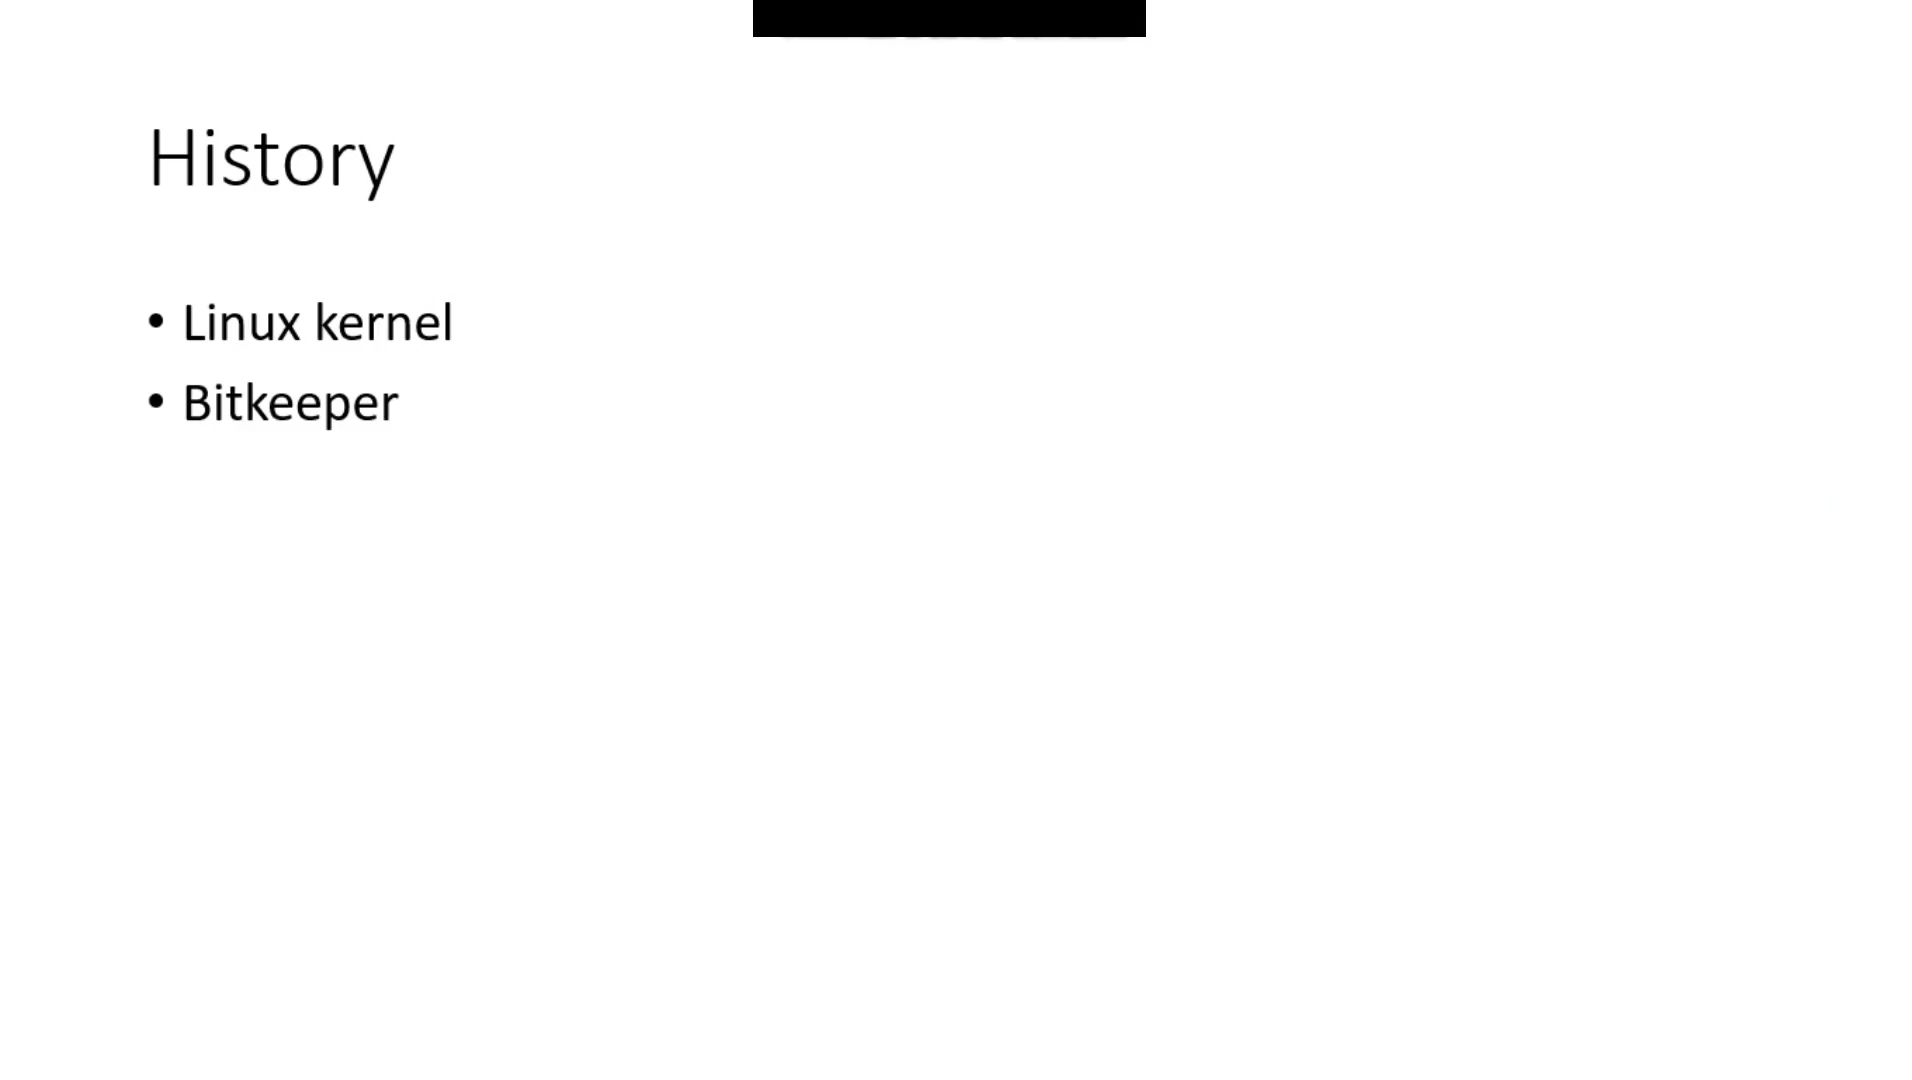 History
• Linux kernel
• Bitkeeper